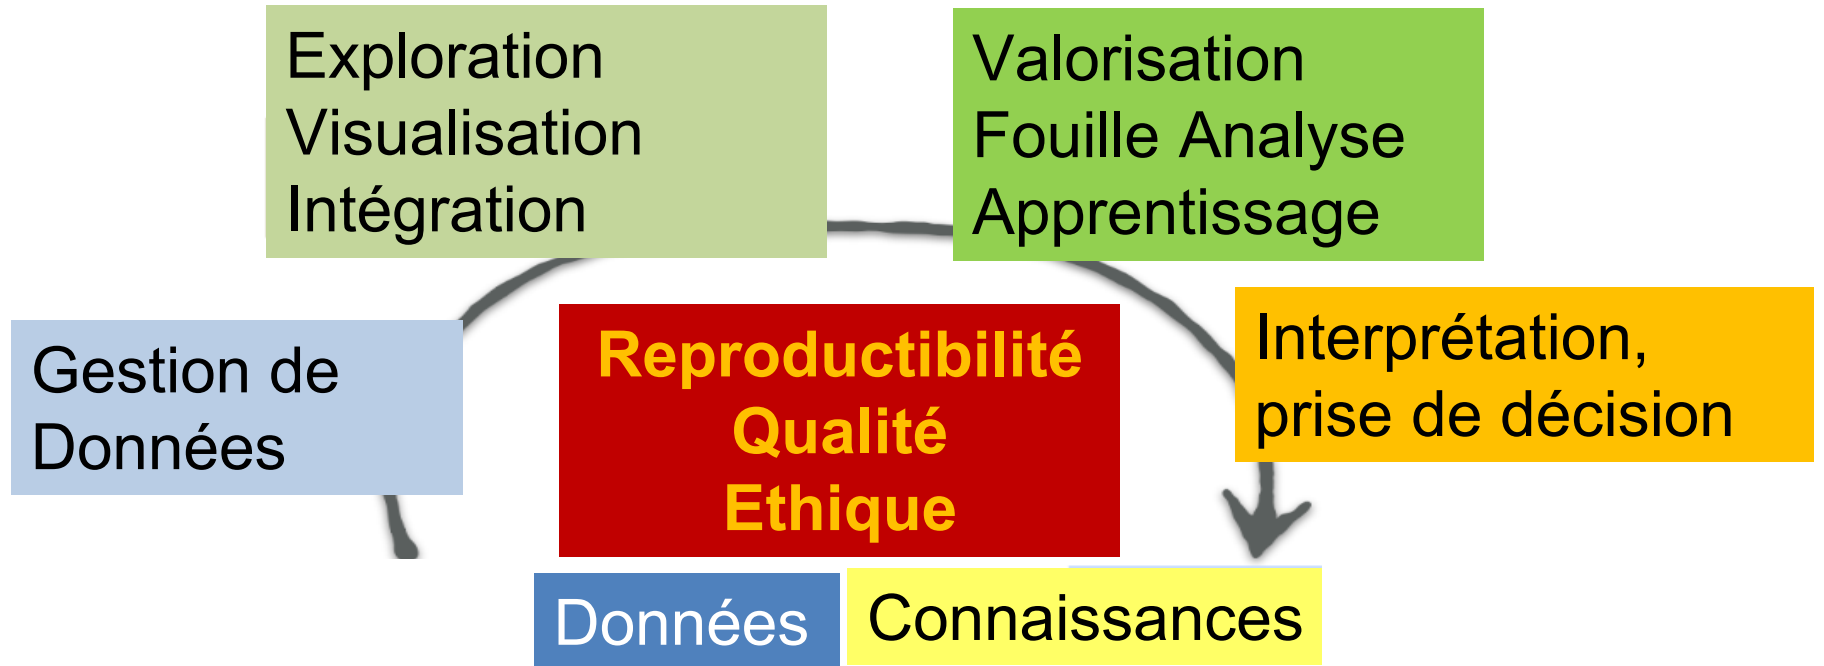 Exploration
Visualisation
Intégration
Valorisation
Fouille Analyse
Apprentissage
Gestion de
Données
Reproductibilité
Qualité
Ethique
Interprétation,
prise de décision
Données
Connaissances